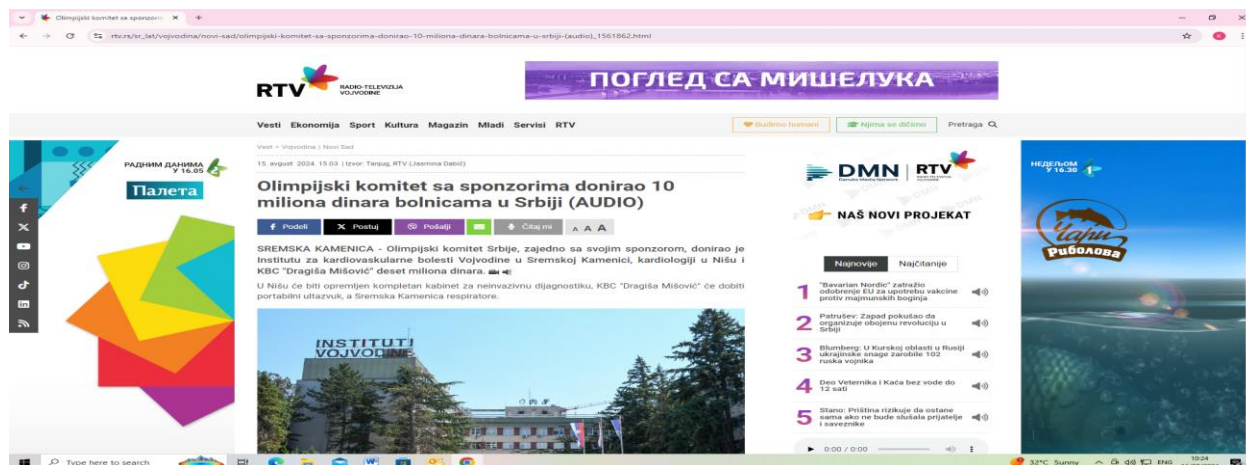 Olimpijski komitet sa sponzorim
rtv.rs/sr_lat/vojvodina/novi-sad/olimpijski-komitet-sa-sponzorima-donirao-10-miliona-dinara-bolnicama-u-srbiji-(audio)_1561862.html
RTV
RADIO-TELEVIZIJA
VOJVODINE
ПОГЛЕД СА МИШЕЛУКА
Vesti Ekonomija Sport Kultura Magazin Mladi Servisi RTV
Budimo humani
Njima se dičimo
Pretraga
РАДНИМ ДАНИМА
У 16.05
Палета
Vest > Vojvodina | Novi Sad
15. avgust 2024. 15:03 | Izvor: Tanjug, RTV (Jasmina Dabić)
Olimpijski komitet sa sponzorima donirao 10
miliona dinara bolnicama u Srbiji (AUDIO)
Podeli
Postuj
Pošalji
Čitaj mi
A A A
SREMSKA KAMENICA - Olimpijski komitet Srbije, zajedno sa svojim sponzorom, donirao je
Institutu za kardiovaskularne bolesti Vojvodine u Sremskoj Kamenici, kardiologiji u Nišu i
KBC "Dragiša Mišović" deset miliona dinara.
U Nišu će biti opremljen kompletan kabinet za neinvazivnu dijagnostiku, KBC "Dragiša Mišović" će dobiti
portabilni ultazvuk, a Sremska Kamenica respiratore.
INSTITUTI
VOJVODINE
DMN RTV
NAŠ NOVI PROJEKAT
Najnovije Najčitanije
1 "Bavarian Nordic" zatražio
odobrenje EU za upotrebu vakcine
protiv majmunskih boginja
2 Patrušev: Zapad pokušao da
organizuje obojenu revoluciju u
Srbiji
3 Blumberg: U Kurskoj oblasti u Rusiji
ukrajinske snage zarobile 102
ruska vojnika
4 Deo Veternika i Kaća bez vode do
12 sati
5 Stano: Priština rizikuje da ostane
sama ako ne bude slušala prijatelje
i saveznike
0:00 / 0:00
НЕДЕЉОМ
У 16.30
Чари
Риболова
Type here to search
32°C Sunny
ENG
10:24